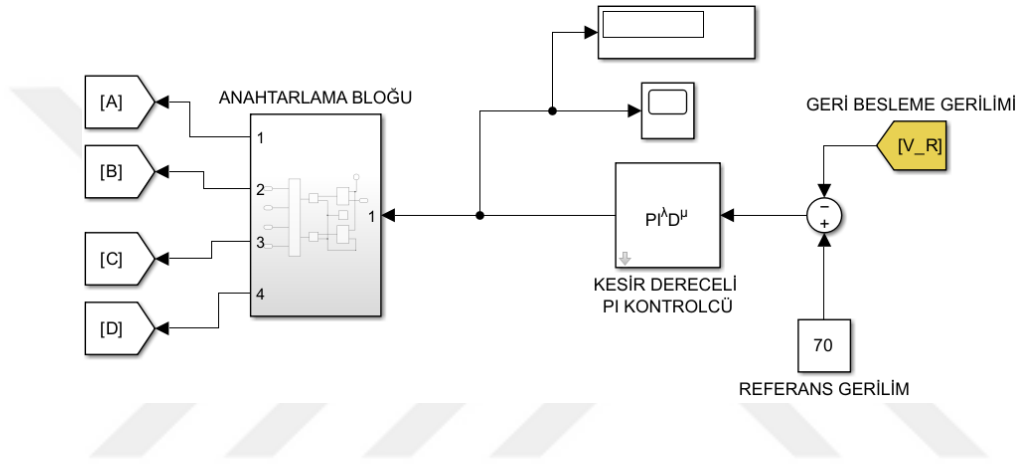 [A]
ANAHTARLAMA BLOĞU
GERİ BESLEME GERİLİMİ
1
[V_R]
[B]
2
1
PI^λD^μ
−
+
[C]
3
KESİR DERECELİ
PI KONTROLCÜ
[D]
4
70
REFERANS GERİLİM